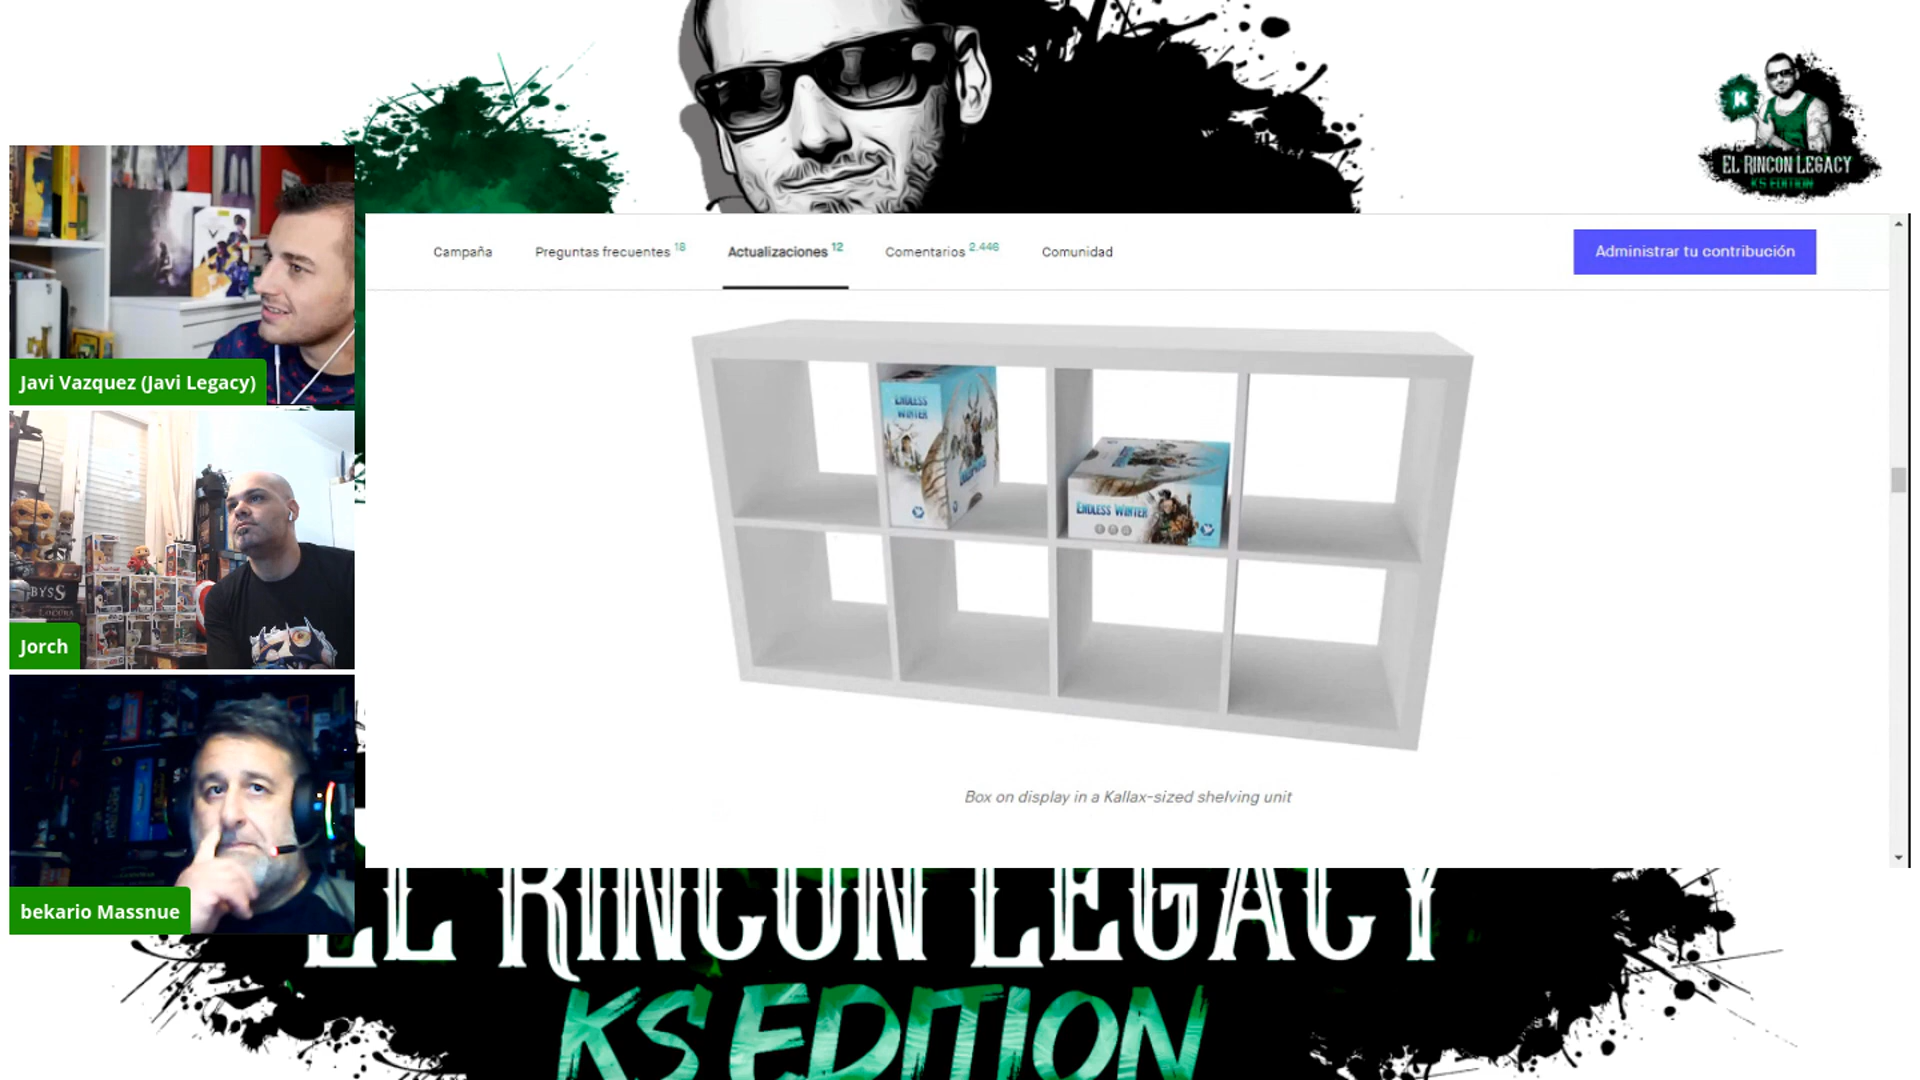 EL RINCON LEGACY
KS EDITION
Campaña
Preguntas frecuentes 18
Actualizaciones 12
Comentarios 2.446
Comunidad
Administrar tu contribución
Javi Vazquez (Javi Legacy)
ENDLESS
WINTER
ENDLESS WINTER
BYSS
LOCURA
Jorch
Box on display in a Kallax-sized shelving unit
bekario Massnue
EL RINCON LEGACY
KS EDITION